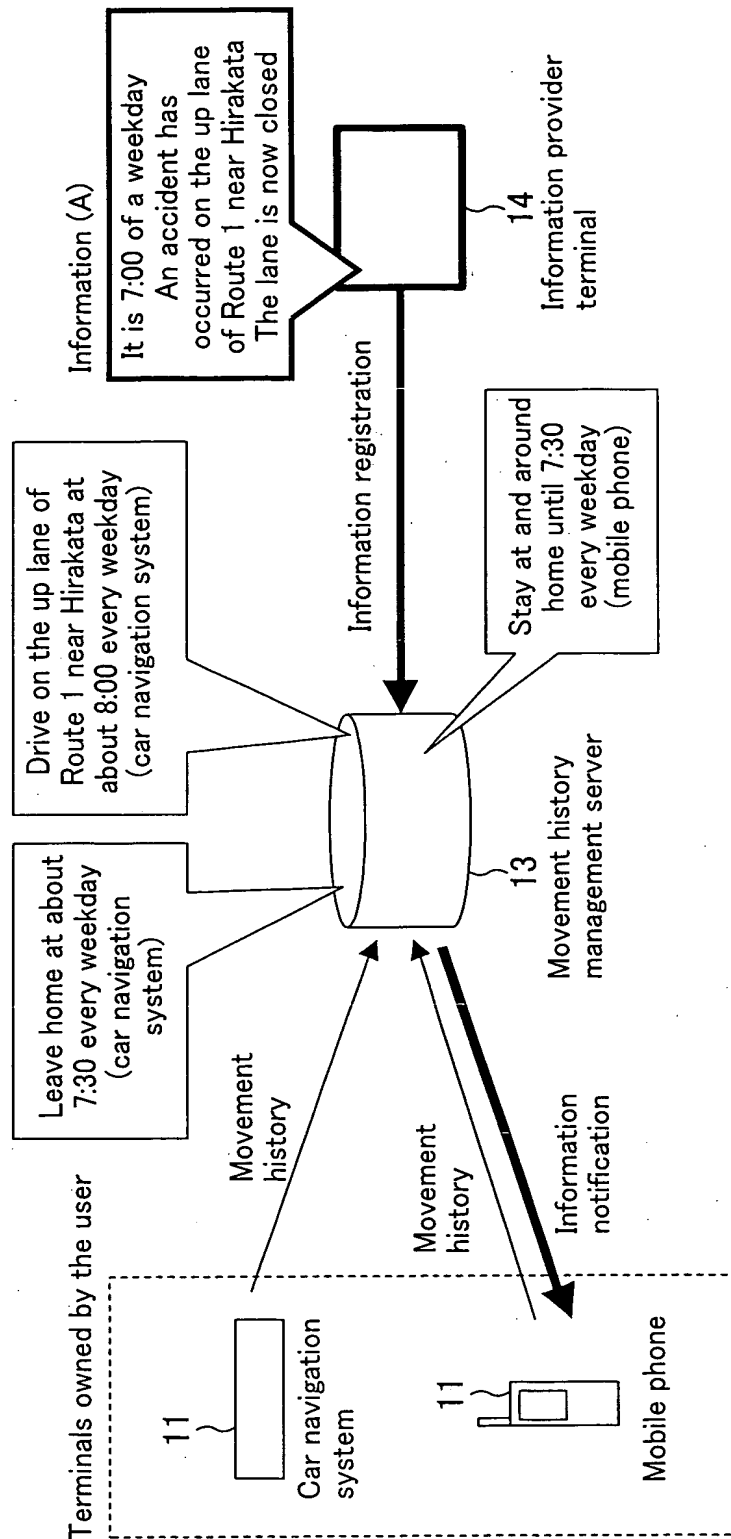 Terminals owned by the user
11
Car navigation
system
11
Mobile phone
Movement
history
Movement
history
Information
notification
Leave home at about
7:30 every weekday
(car navigation
system)
Drive on the up lane of
Route 1 near Hirakata at
about 8:00 every weekday
(car navigation system)
13
Movement history
management server
Stay at and around
home until 7:30
every weekday
(mobile phone)
Information registration
Information (A)
It is 7:00 of a weekday
An accident has
occurred on the up lane
of Route 1 near Hirakata
The lane is now closed
14
Information provider
terminal